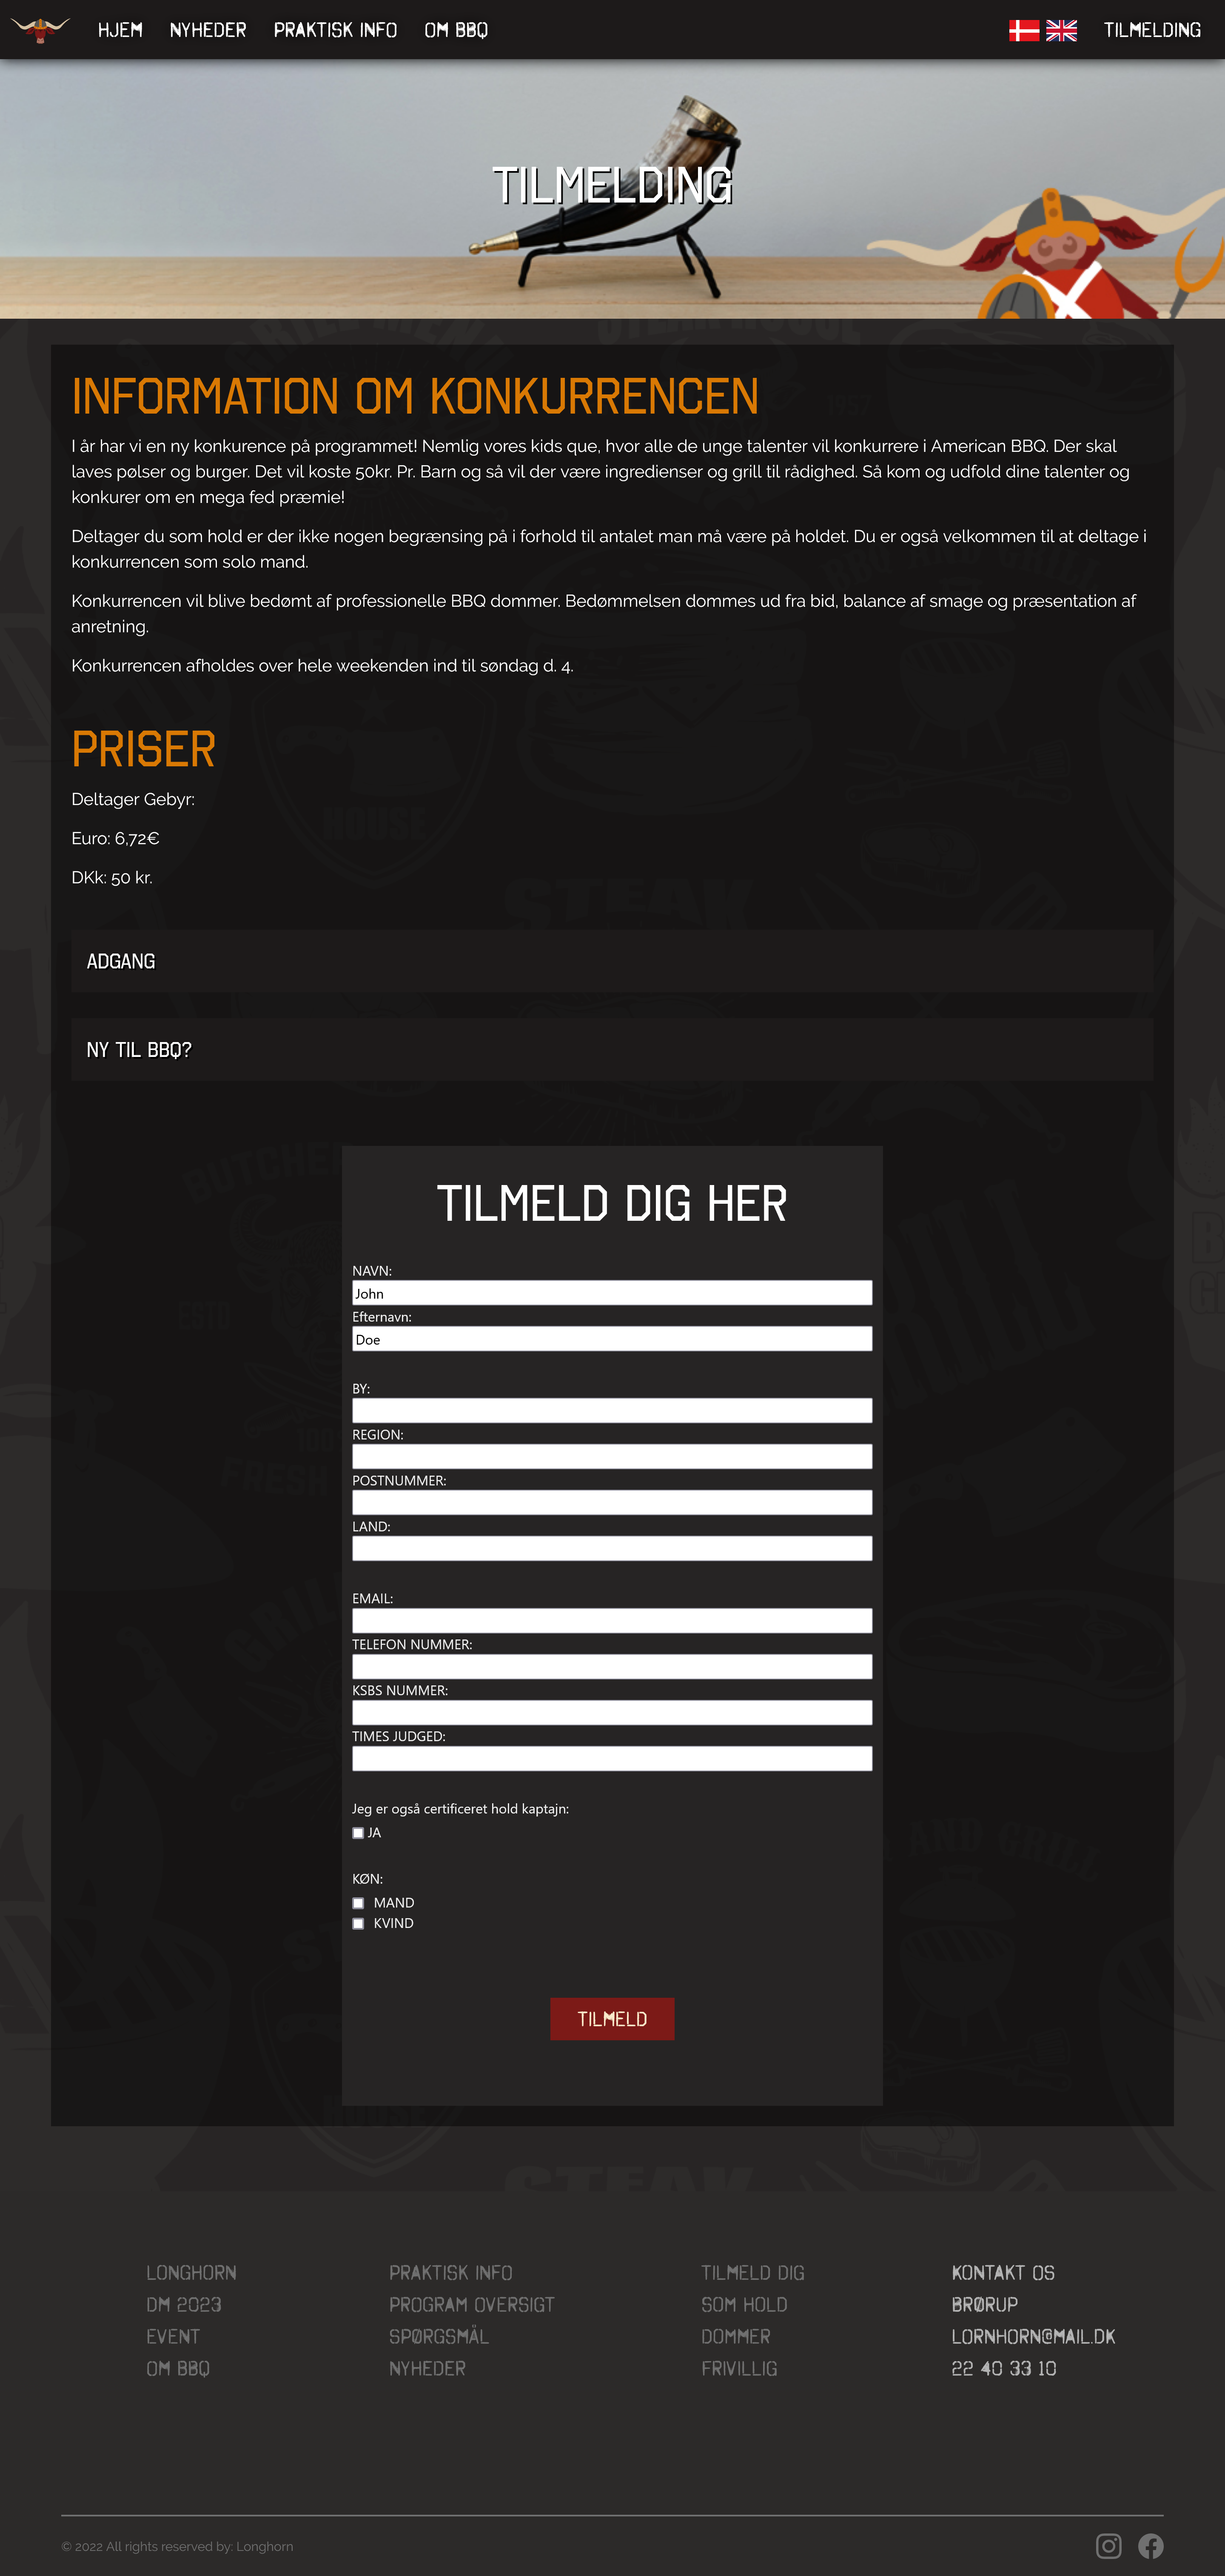 HJEM NYHEDER PRAKTISK INFO OM BBQ TILMELDING
TILMELDING
INFORMATION OM KONKURRENCEN
I år har vi en ny konkurence på programmet! Nemlig vores kids que, hvor alle de unge talenter vil konkurrere i American BBQ. Der skal
laves pølser og burger. Det vil koste 50kr. Pr. Barn og så vil der være ingredienser og grill til rådighed. Så kom og udfold dine talenter og
konkurer om en mega fed præmie!
Deltager du som hold er der ikke nogen begrænsing på i forhold til antalet man må være på holdet. Du er også velkommen til at deltage i
konkurrencen som solo mand.
Konkurrencen vil blive bedømt af professionelle BBQ dommer. Bedømmelsen dommes ud fra bid, balance af smage og præsentation af
anretning.
Konkurrencen afholdes over hele weekenden ind til søndag d. 4.
PRISER
Deltager Gebyr:
Euro: 6,72€
DKk: 50 kr.
ADGANG
NY TIL BBQ?
TILMELD DIG HER
NAVN:
John
Efternavn:
Doe
BY:
REGION:
POSTNUMMER:
LAND:
EMAIL:
TELEFON NUMMER:
KSBS NUMMER:
TIMES JUDGED:
Jeg er også certificeret hold kaptajn:
JA
KØN:
MAND
KVIND
TILMELD
LONGHORN
DM 2023
EVENT
OM BBQ
PRAKTISK INFO
PROGRAM OVERSIGT
SPØRGSMÅL
NYHEDER
TILMELD DIG
SOM HOLD
DOMMER
FRIVILLIG
KONTAKT OS
BRØRUP
LORNHORN@MAIL.DK
22 40 33 10
© 2022 All rights reserved by: Longhorn